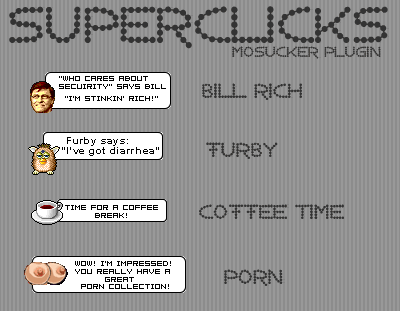 SUPERCLICKS
MOSUCKER PLUGIN
"WHO CARES ABOUT
SECUIRITY" SAYS BILL
"I'M STINKIN' RICH!"
BILL RICH
Furby says:
"I've got diarrhea"
FURBY
TIME FOR A COFFEE
BREAK!
COFFEE TIME
WOW! I'M IMPRESSED!
YOU REALLY HAVE A
GREAT
PORN COLLECTION!
PORN